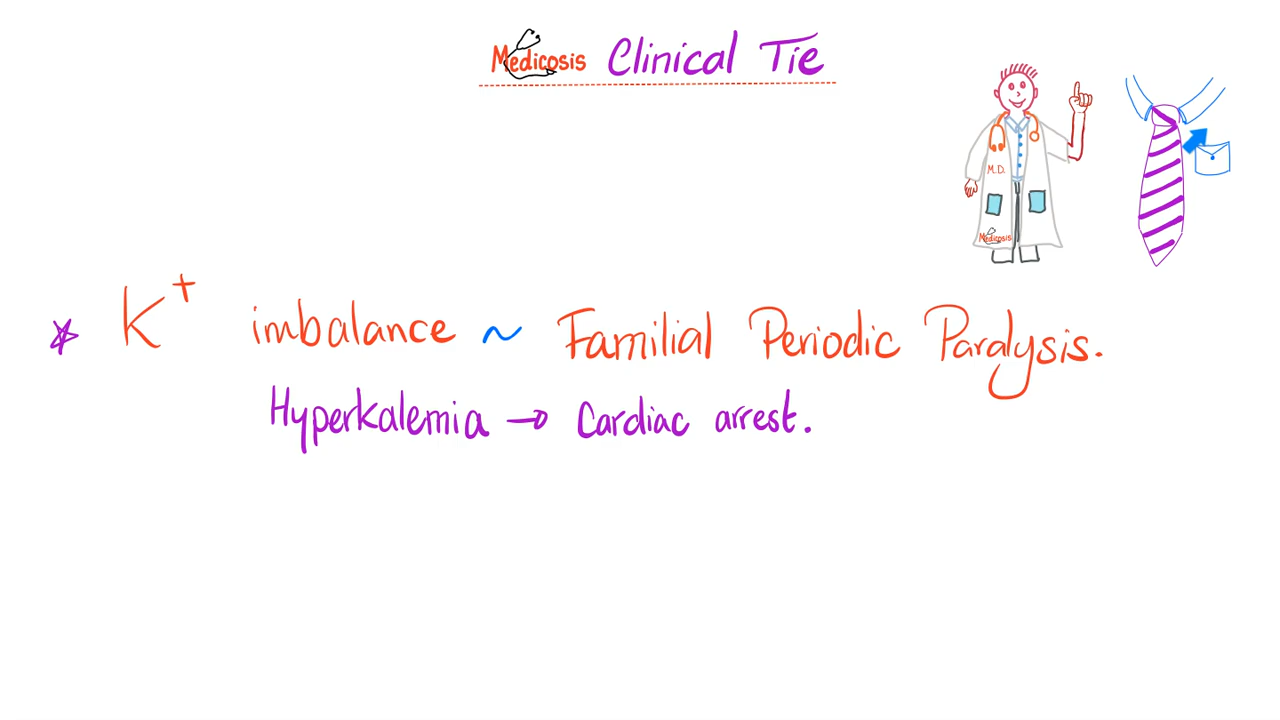 Medicosis Clinical Tie
M.D.
Medicosis
* K+ imbalance ~ Familial Periodic Paralysis.
Hyperkalemia → Cardiac arrest.